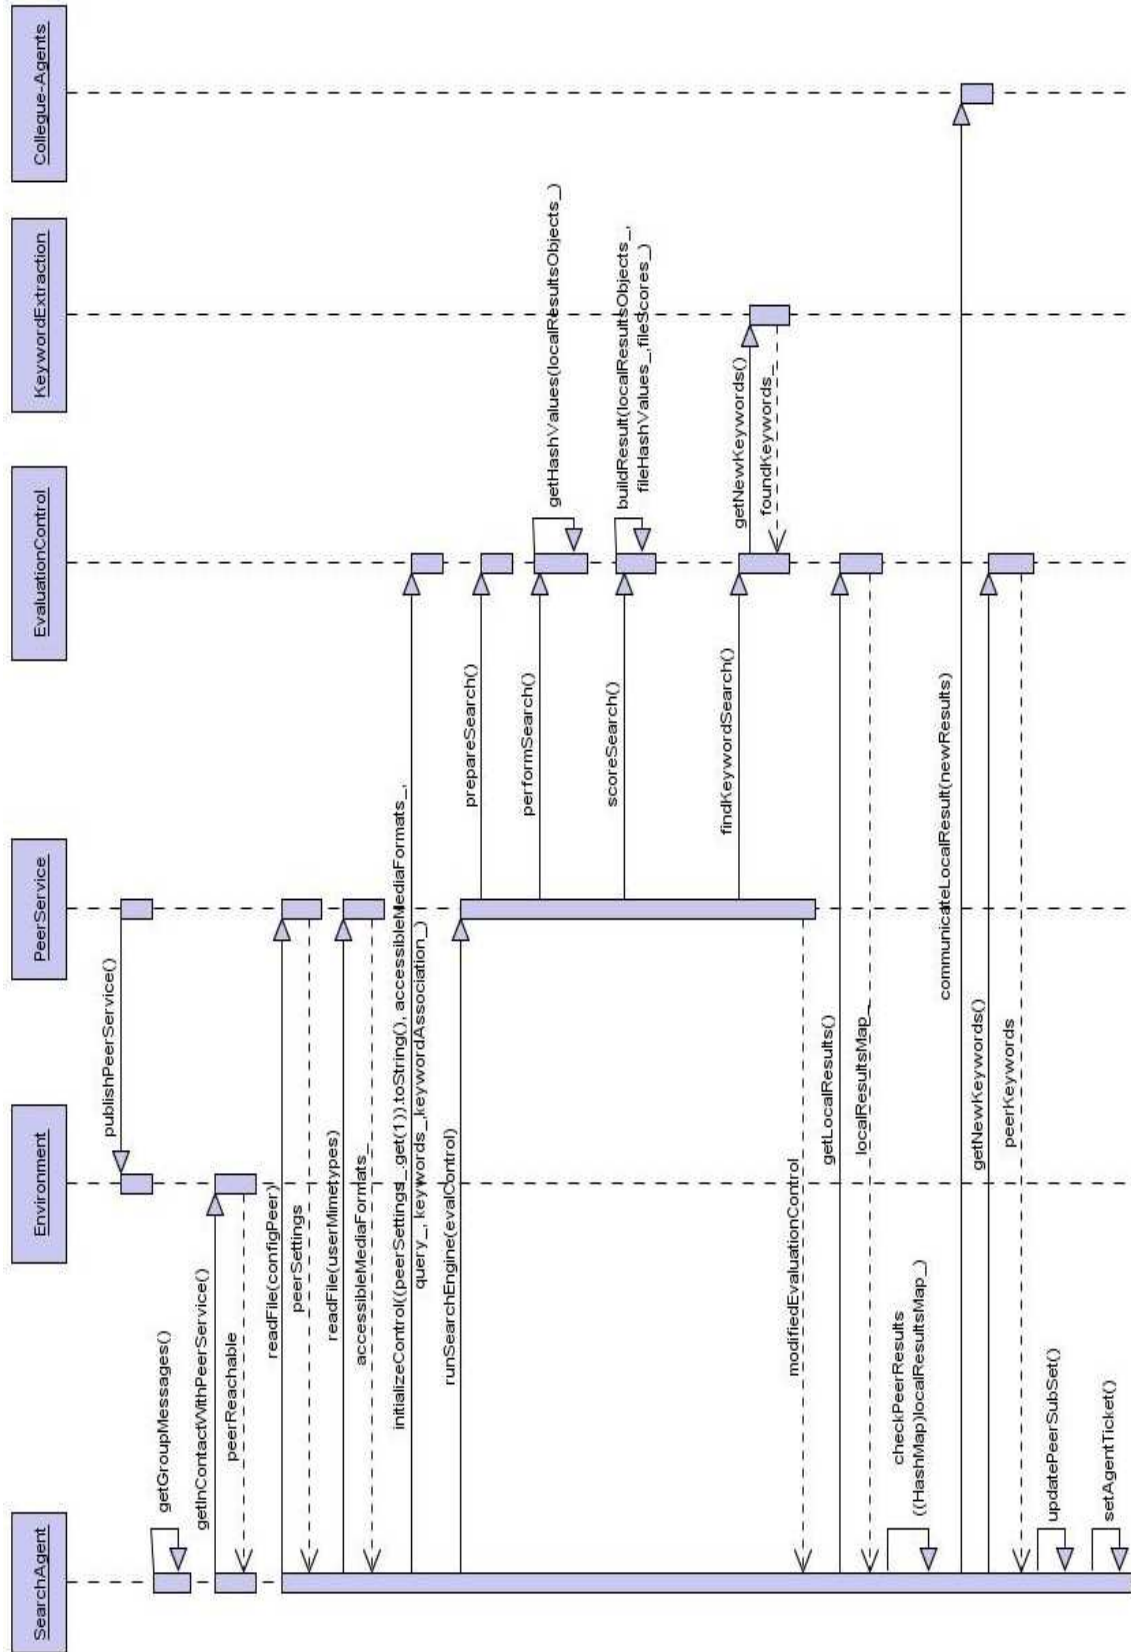 SearchAgent
Environment
PeerService
EvaluationControl
KeywordExtraction
Collegue-Agents
publishPeerService()
getGroupMessages()
getInContactWithPeerService()
peerReachable
readFile(configPeer)
peerSettings
readFile(userMimetypes)
accessibleMediaFormats_
initializeControl((peerSettings_.get(1)).toString(), accessibleMediaFormats_,
query_, keywords_,keywordAssociation_)
runSearchEngine(evalControl)
prepareSearch()
performSearch()
getHashValues(localResultsObjects_)
scoreSearch()
buildResult(localResultsObjects_,
fileHashValues_,fileScores_)
findKeywordSearch()
getNewKeywords()
foundKeywords_
modifiedEvaluationControl
getLocalResults()
localResultsMap_
checkPeerResults
((HashMap)localResultsMap_)
communicateLocalResult(newResults)
getNewKeywords()
peerKeywords
updatePeerSubSet()
setAgentTicket()